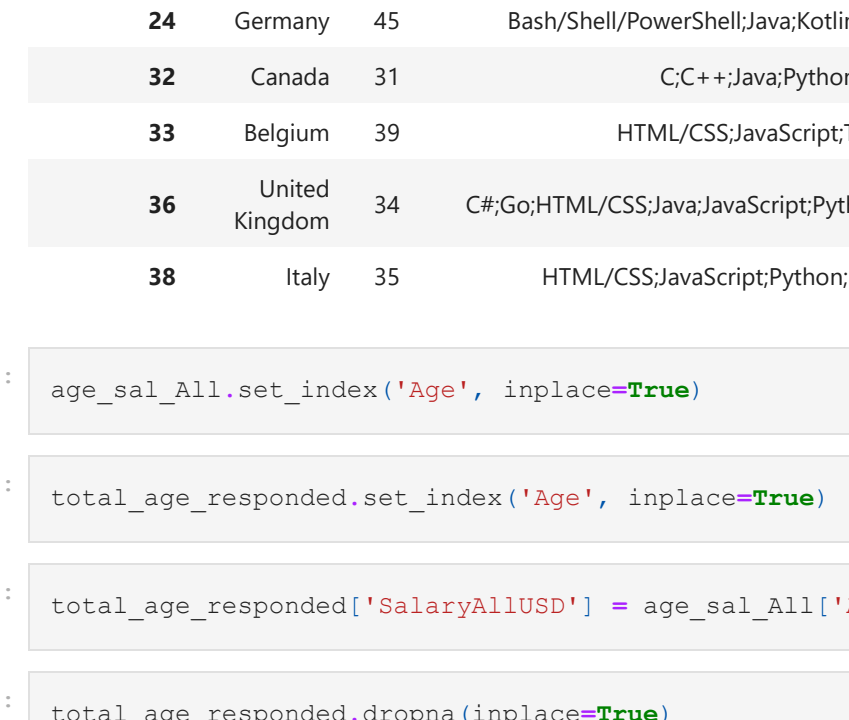 24 Germany 45 Bash/Shell/PowerShell;Java;Kotlin
32 Canada 31 C;C++;Java;Python
33 Belgium 39 HTML/CSS;JavaScript;
36 United Kingdom 34 C#;Go;HTML/CSS;Java;JavaScript;Pyth
38 Italy 35 HTML/CSS;JavaScript;Python;
: age_sal_All.set_index('Age', inplace=True)
: total_age_responded.set_index('Age', inplace=True)
: total_age_responded['SalaryAllUSD'] = age_sal_All['
: total_age_responded.dropna(inplace=True)